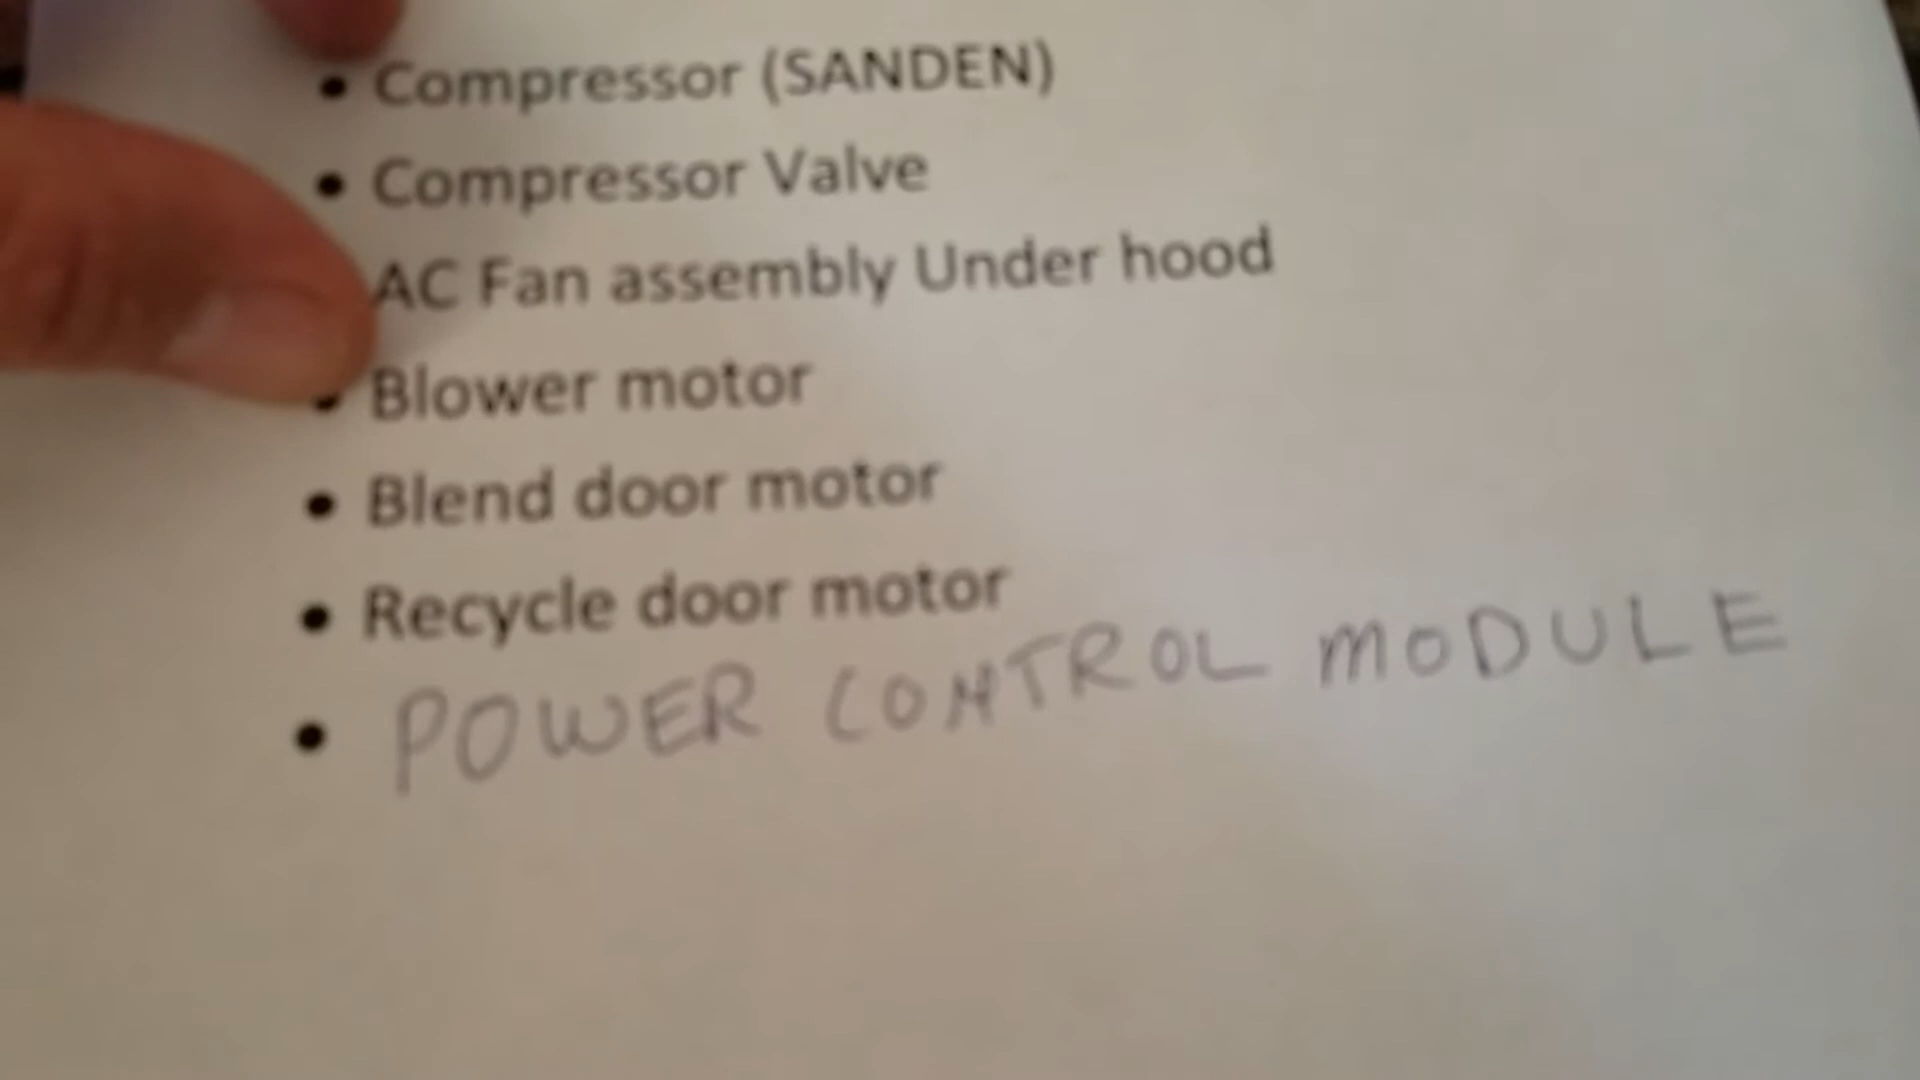 • Compressor (SANDEN)
• Compressor Valve
AC Fan assembly Under hood
• Blower motor
• Blend door motor
• Recycle door motor
• POWER CONTROL MODULE